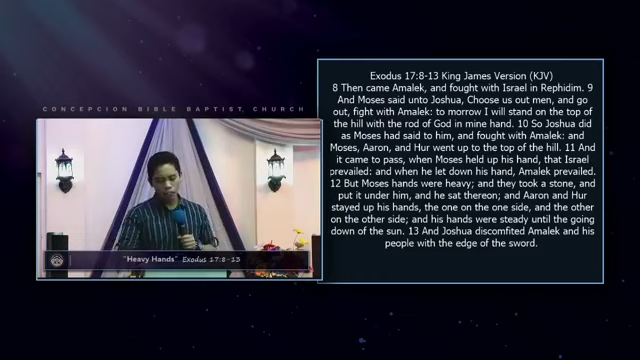 CONCEPCION BIBLE BAPTIST CHURCH
"Heavy Hands" Exodus 17:8-13
Exodus 17:8-13 King James Version (KJV)
8 Then came Amalek, and fought with Israel in Rephidim. 9
And Moses said unto Joshua, Choose us out men, and go
out, fight with Amalek: to morrow I will stand on the top of
the hill with the rod of God in mine hand. 10 So Joshua did
as Moses had said to him, and fought with Amalek: and
Moses, Aaron, and Hur went up to the top of the hill. 11 And
it came to pass, when Moses held up his hand, that Israel
prevailed: and when he let down his hand, Amalek prevailed.
12 But Moses hands were heavy; and they took a stone, and
put it under him, and he sat thereon; and Aaron and Hur
stayed up his hands, the one on the one side, and the other
on the other side; and his hands were steady until the going
down of the sun. 13 And Joshua discomfited Amalek and his
people with the edge of the sword.